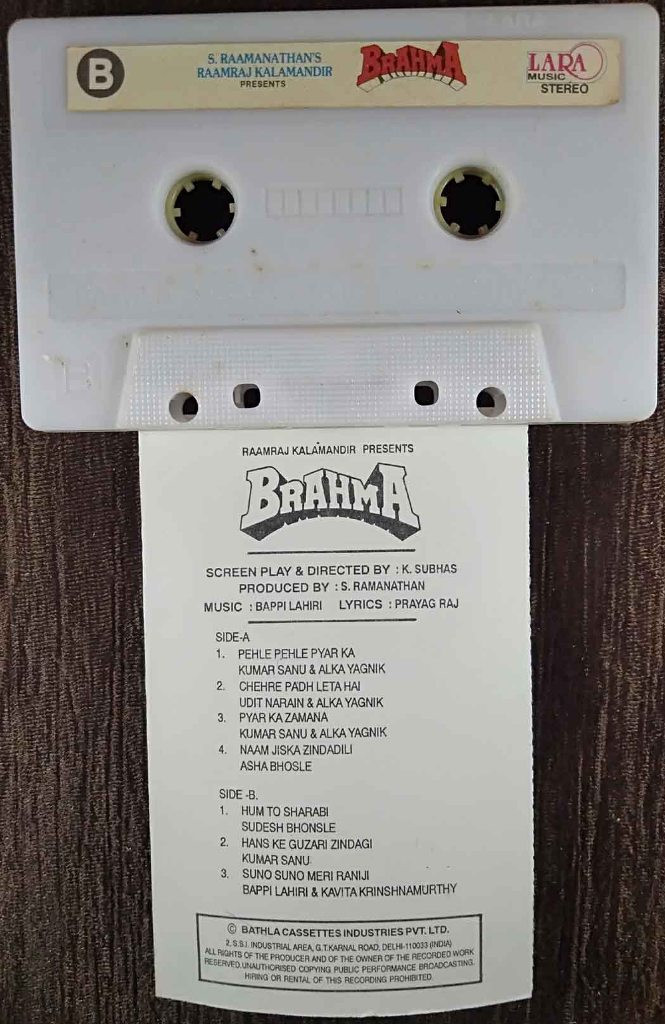 B
S. RAAMANATHAN'S
RAAMRAJ KALAMANDIR
PRESENTS
BRAHMA
LARA
MUSIC
STEREO
B
RAAMRAJ KALAMANDIR PRESENTS
BRAHMA
SCREEN PLAY & DIRECTED BY : K. SUBHAS
PRODUCED BY : S. RAMANATHAN
MUSIC : BAPPI LAHIRI LYRICS : PRAYAG RAJ
SIDE-A
1. PEHLE PEHLE PYAR KA
KUMAR SANU & ALKA YAGNIK
2. CHEHRE PADH LETA HAI
UDIT NARAIN & ALKA YAGNIK
3. PYAR KA ZAMANA
KUMAR SANU & ALKA YAGNIK
4. NAAM JISKA ZINDADILI
ASHA BHOSLE
SIDE -B.
1. HUM TO SHARABI
SUDESH BHONSLE
2. HANS KE GUZARI ZINDAGI
KUMAR SANU
3. SUNO SUNO MERI RANIJI
BAPPI LAHIRI & KAVITA KRINSHNAMURTHY
© BATHLA CASSETTES INDUSTRIES PVT. LTD.
2, S.S.I. INDUSTRIAL AREA, G.T.KARNAL ROAD, DELHI-110033 (INDIA)
ALL RIGHTS OF THE PRODUCER AND OF THE OWNER OF THE RECORDED WORK
RESERVED. UNAUTHORISED COPYING PUBLIC PERFORMANCE BROADCASTING.
HIRING OR RENTAL OF THIS RECORDING PROHIBITED.